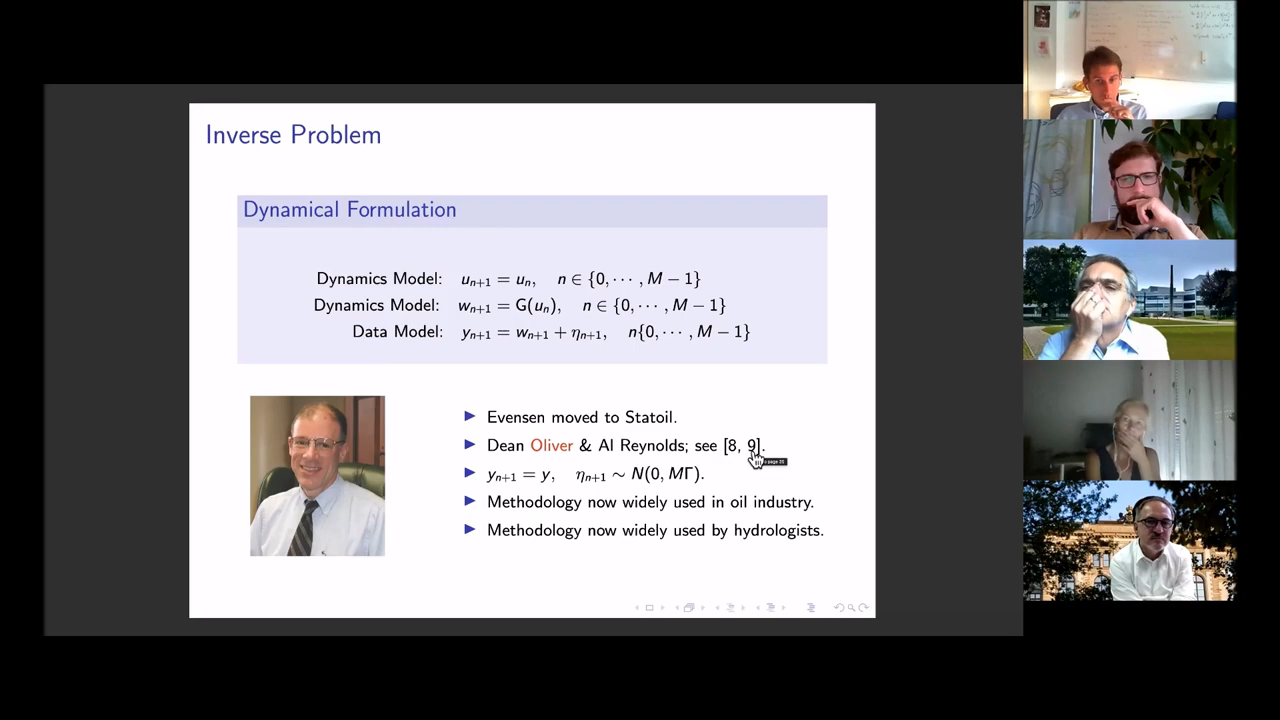 Inverse Problem
Dynamical Formulation
Dynamics Model: u_{n+1} = u_n, n ∈ {0, ⋯ , M − 1}
Dynamics Model: w_{n+1} = G(u_n), n ∈ {0, ⋯ , M − 1}
Data Model: y_{n+1} = w_{n+1} + η_{n+1}, n{0, ⋯ , M − 1}
▶ Evensen moved to Statoil.
▶ Dean Oliver & Al Reynolds; see [8, 9].
▶ y_{n+1} = y, η_{n+1} ∼ N(0, MΓ).
▶ Methodology now widely used in oil industry.
▶ Methodology now widely used by hydrologists.